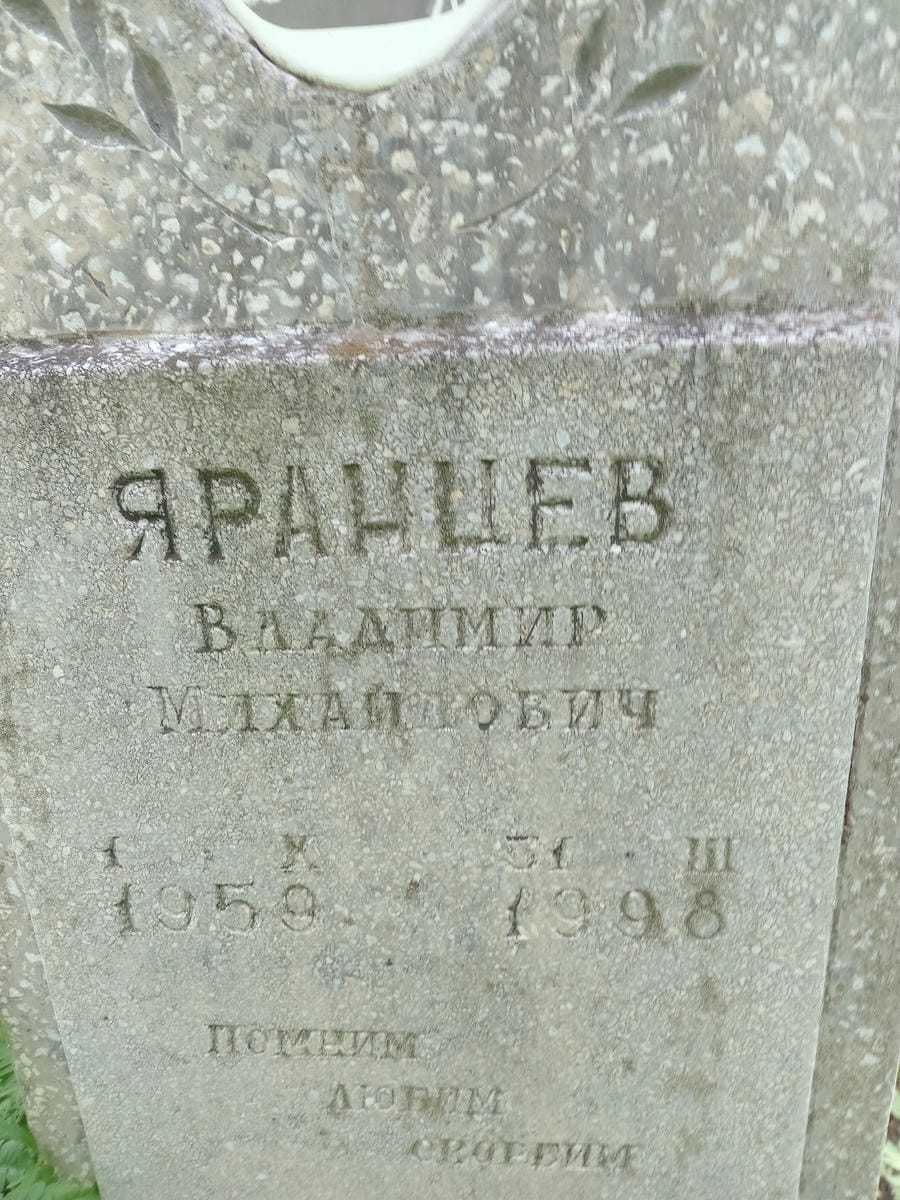 ЯРАНЦЕВ
ВЛАДИМИР
МИХАЙЛОВИЧ
1 · X 31 · III
1959 1998
ПОМНИМ
ЛЮБИМ
СКОРБИМ